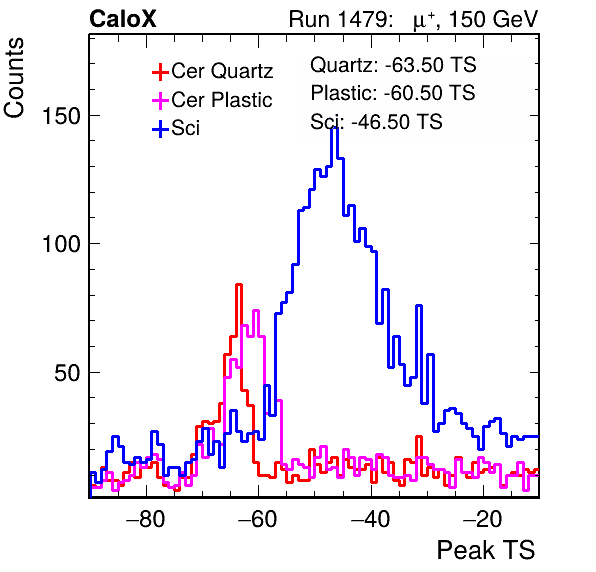 CaloX Run 1479: μ⁺, 150 GeV
Counts
Cer Quartz
Cer Plastic
Sci
Quartz: -63.50 TS
Plastic: -60.50 TS
Sci: -46.50 TS
150
100
50
−80 −60 −40 −20
Peak TS